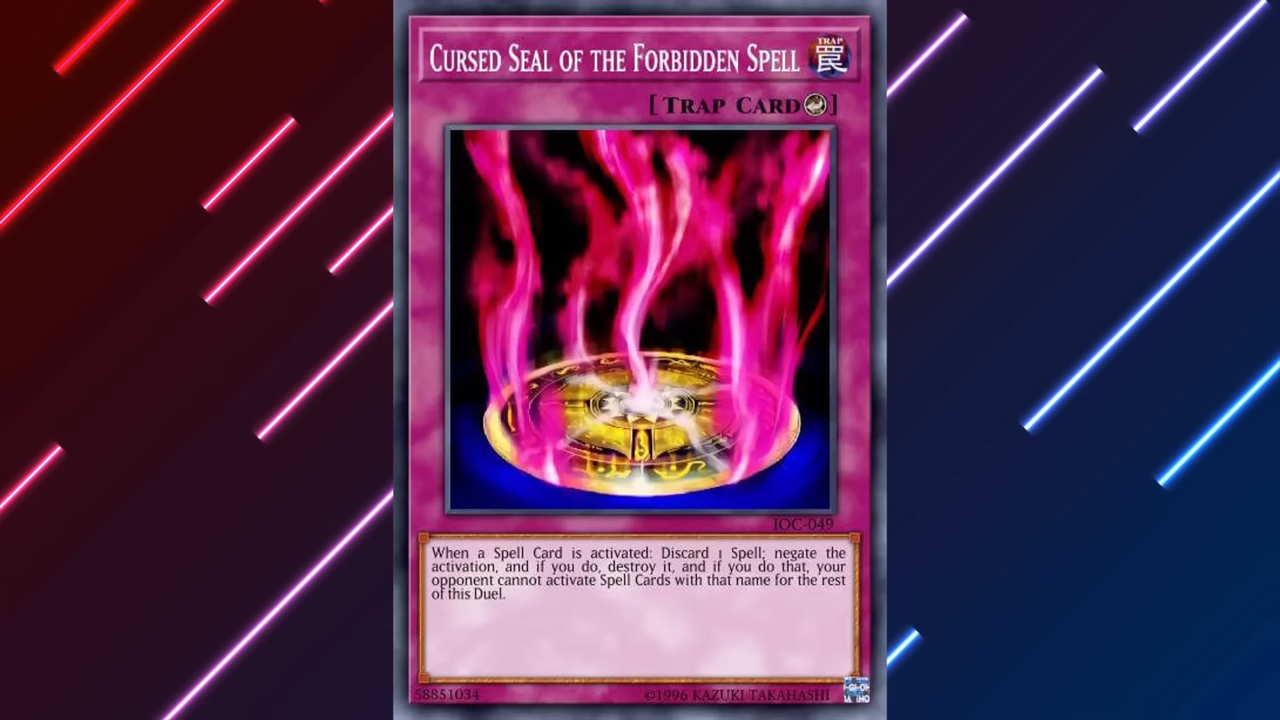 CURSED SEAL OF THE FORBIDDEN SPELL
TRAP
罠
[TRAP CARD]
IOC-049
When a Spell Card is activated: Discard 1 Spell; negate the
activation, and if you do, destroy it, and if you do that, your
opponent cannot activate Spell Cards with that name for the rest
of this Duel.
58851034
©1996 KAZUKI TAKAHASHI